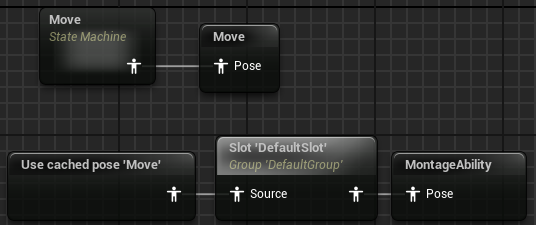 Move
State Machine
Move
Pose
Use cached pose 'Move'
Slot 'DefaultSlot'
Group 'DefaultGroup'
Source
MontageAbility
Pose